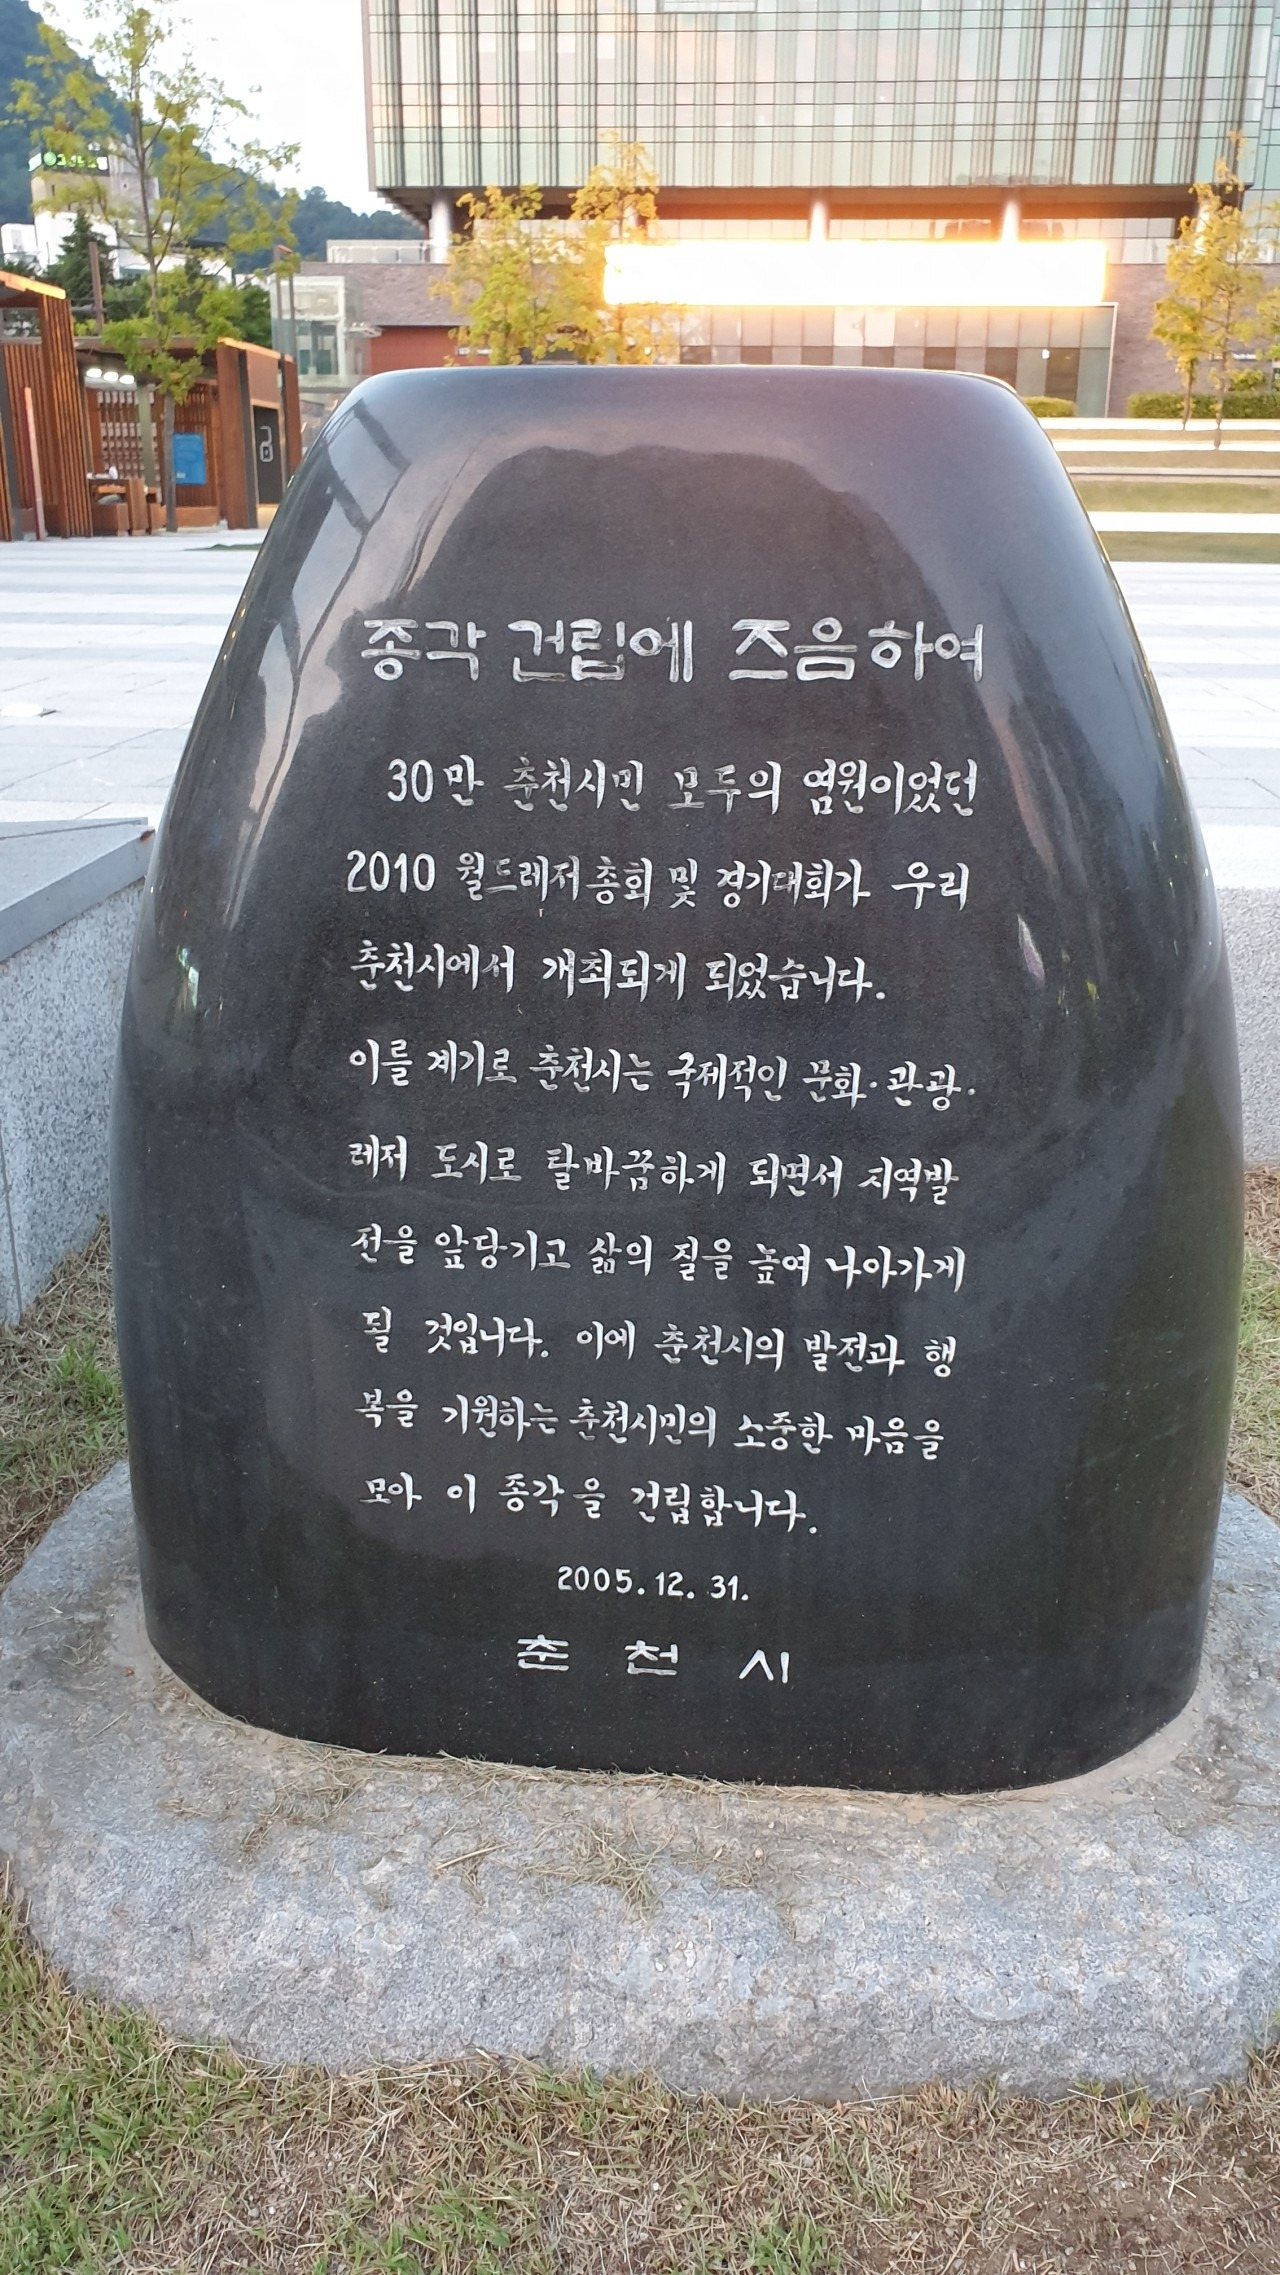 종각 건립에 즈음하여
30만 춘천시민 모두의 염원이었던
2010 월드레저총회 및 경기대회가 우리
춘천시에서 개최되게 되었습니다.
이를 계기로 춘천시는 국제적인 문화·관광·
레저 도시로 탈바꿈하게 되면서 지역발
전을 앞당기고 삶의 질을 높여 나아가게
될 것입니다. 이에 춘천시의 발전과 행
복을 기원하는 춘천시민의 소중한 마음을
모아 이 종각을 건립합니다.
2005. 12. 31.
춘 천 시